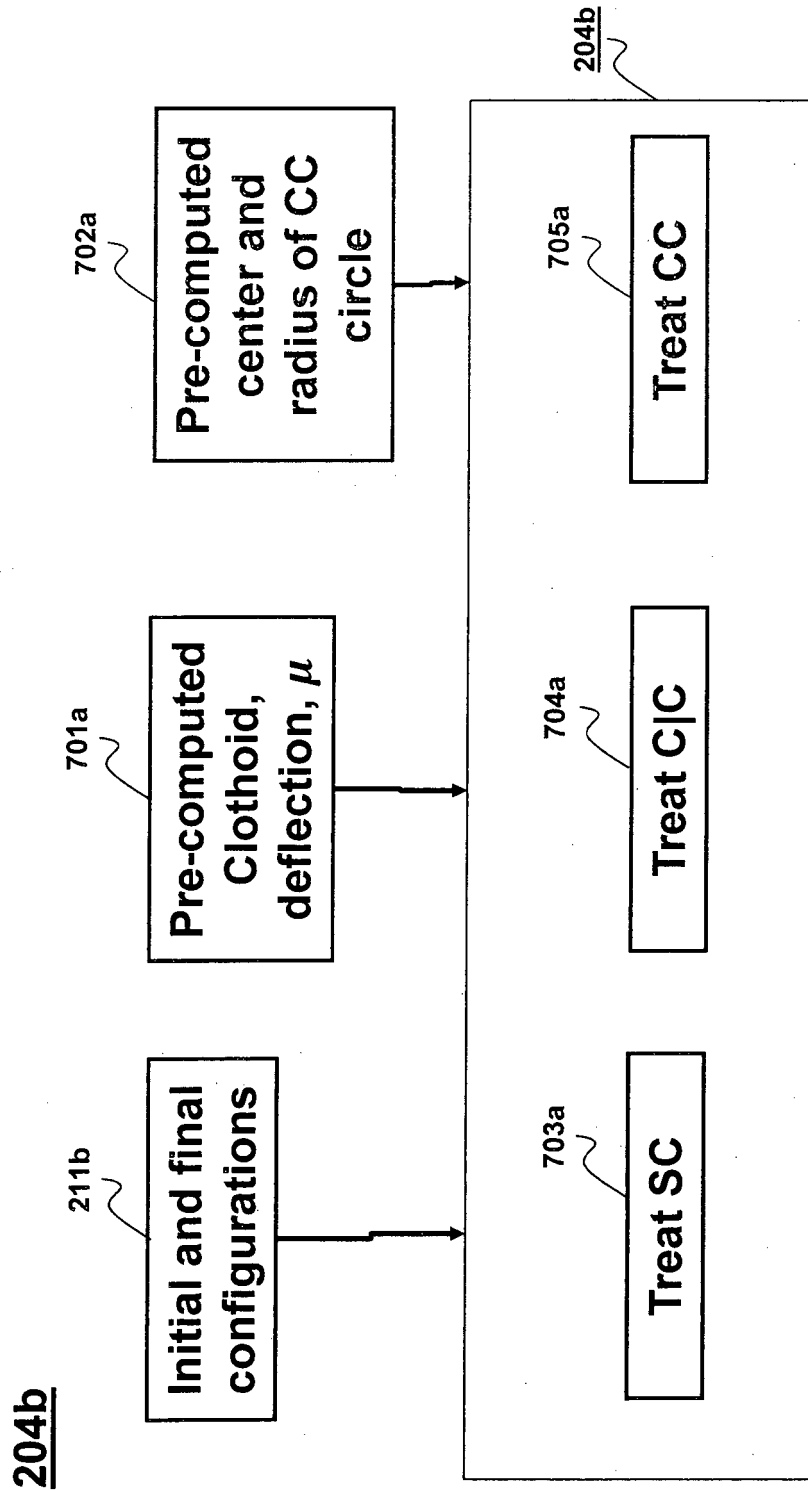 204b
211b
Initial and final
configurations
701a
Pre-computed
Clothoid,
deflection, μ
702a
Pre-computed
center and
radius of CC
circle
204b
703a
Treat SC
704a
Treat C|C
705a
Treat CC